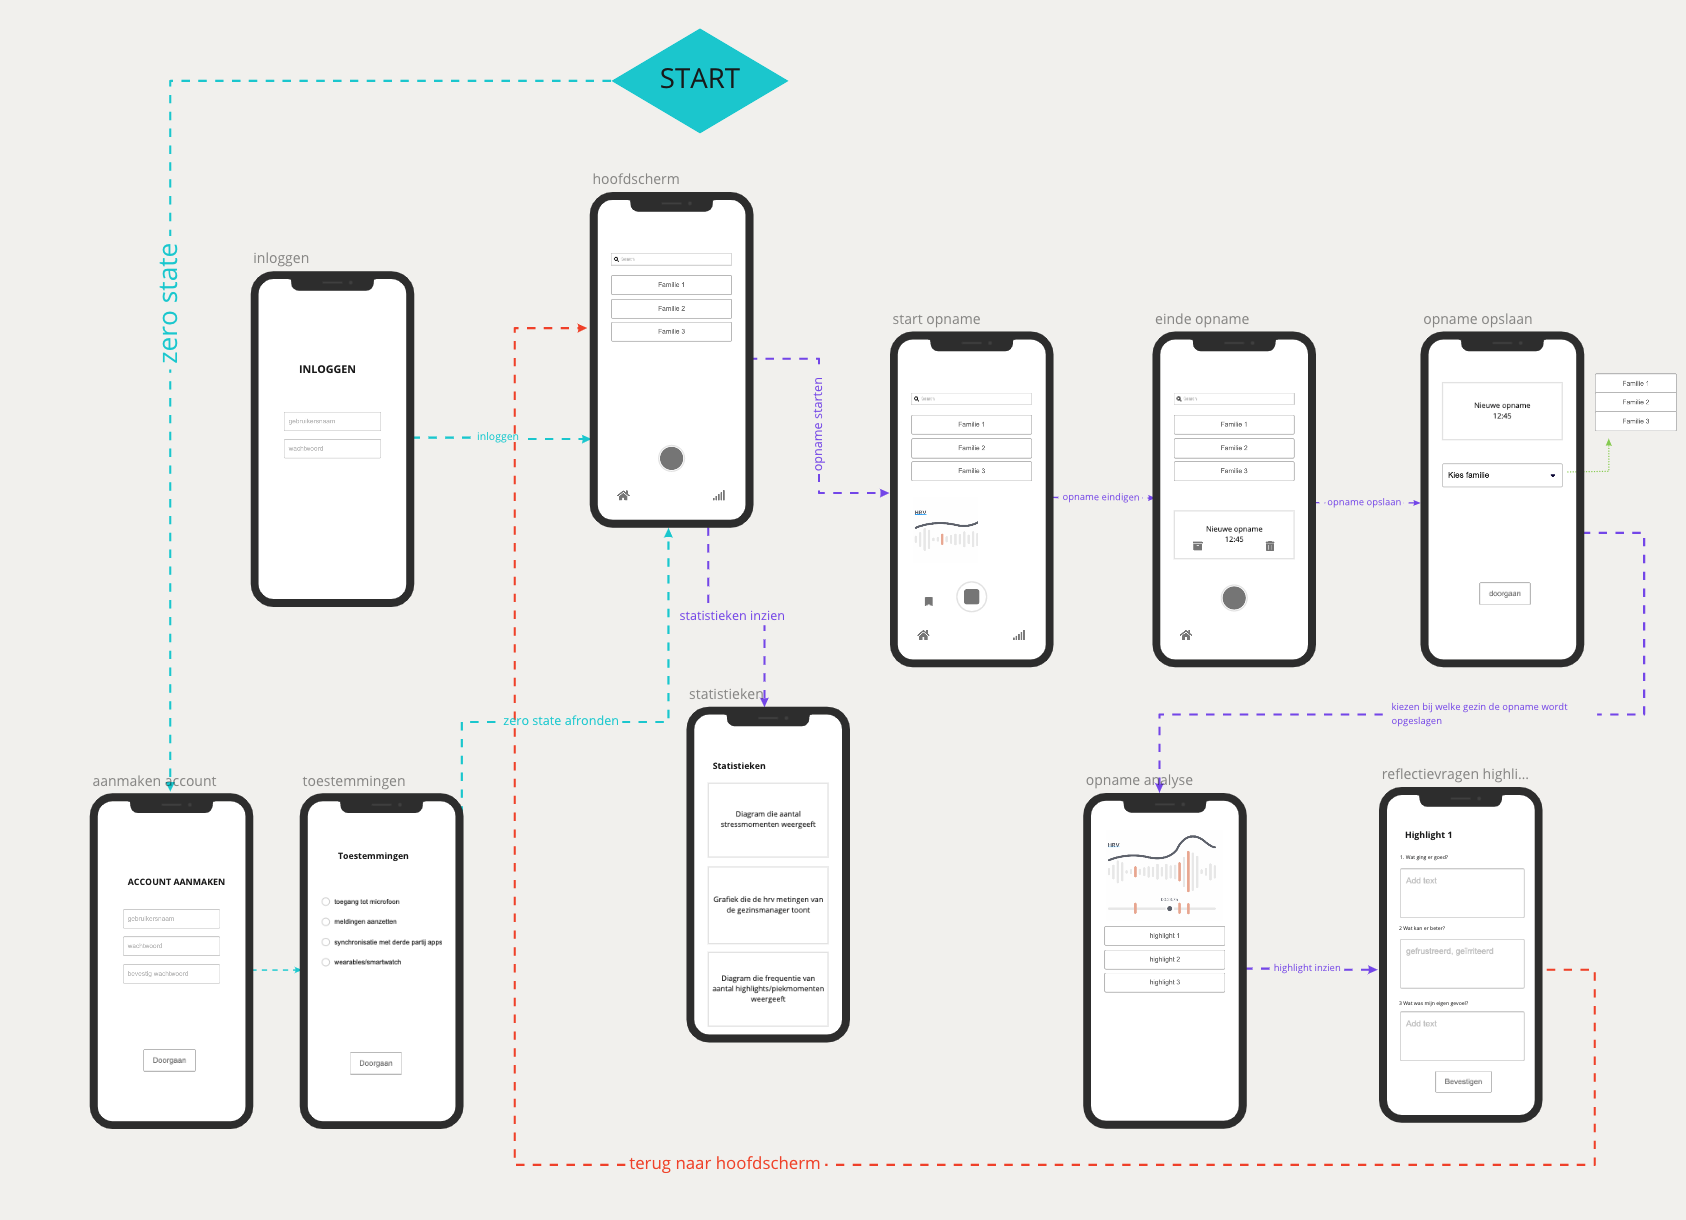 START
zero state
inloggen
INLOGGEN
gebruikersnaam
wachtwoord
inloggen
hoofdscherm
Search
Familie 1
Familie 2
Familie 3
opname starten
start opname
Search
Familie 1
Familie 2
Familie 3
HRV
opname eindigen
einde opname
Search
Familie 1
Familie 2
Familie 3
Nieuwe opname
12:45
opname opslaan
opname opslaan
Nieuwe opname
12:45
Kies familie
doorgaan
Familie 1
Familie 2
Familie 3
kiezen bij welke gezin de opname wordt
opgeslagen
statistieken inzien
statistieken
Statistieken
Diagram die aantal
stressmomenten weergeeft
Grafiek die de hrv metingen van
de gezinsmanager toont
Diagram die frequentie van
aantal highlights/piekmomenten
weergeeft
zero state afronden
aanmaken account
ACCOUNT AANMAKEN
gebruikersnaam
wachtwoord
bevestig wachtwoord
Doorgaan
toestemmingen
Toestemmingen
toegang tot microfoon
meldingen aanzetten
synchronisatie met derde partij apps
wearables/smartwatch
Doorgaan
opname analyse
HRV
highlight 1
highlight 2
highlight 3
highlight inzien
reflectievragen highli...
Highlight 1
1. Wat ging er goed?
Add text
2 Wat kan er beter?
gefrustreerd, geïrriteerd
3 Wat was mijn eigen gevoel?
Add text
Bevestigen
terug naar hoofdscherm